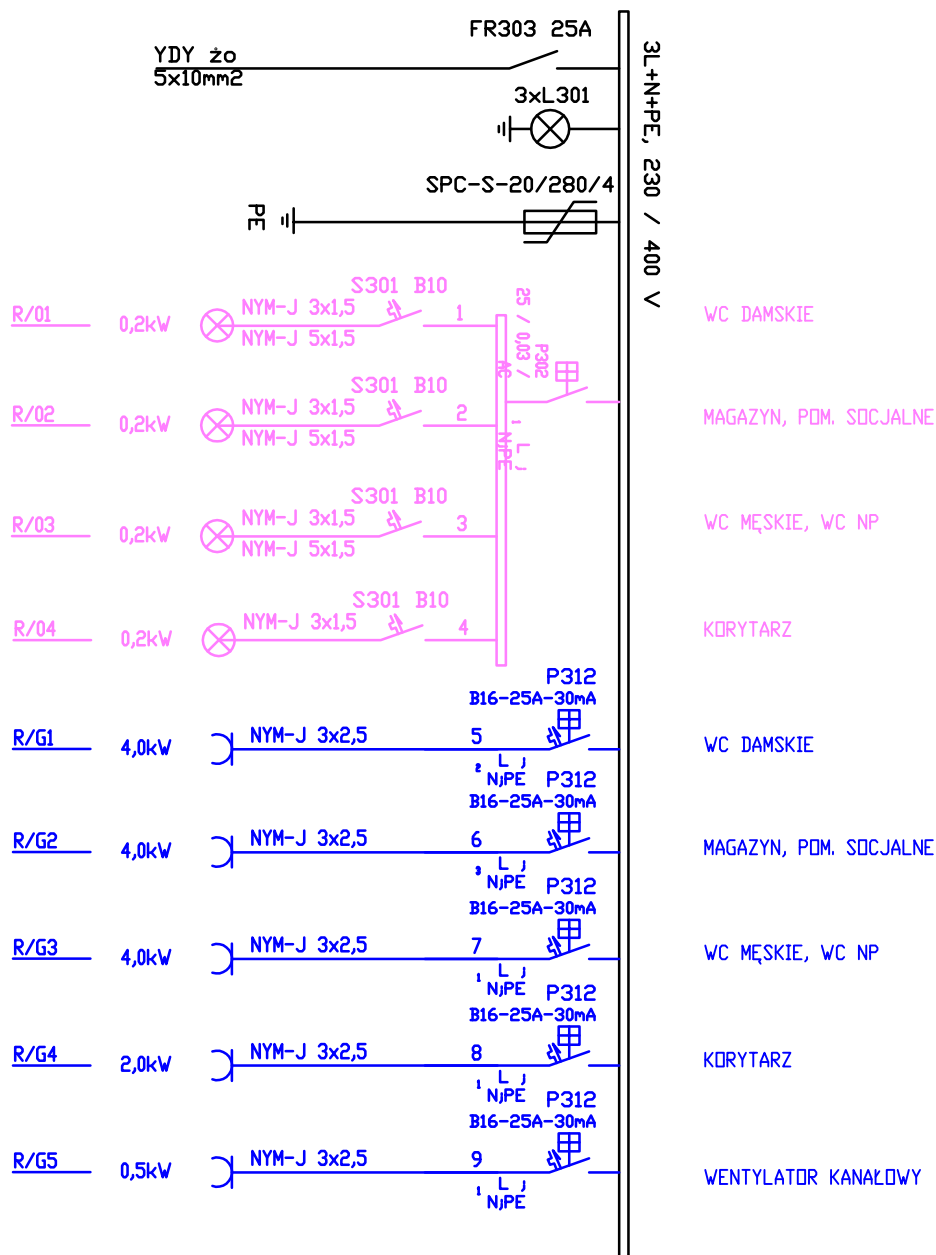 FR303 25A
YDY żo
5x10mm2
3xL301
3L+N+PE, 230 / 400 V
SPC-S-20/280/4
PE
S301 B10
R/01
0,2kW
NYM-J 3x1,5
NYM-J 5x1,5
1
25 / 0,03 /
AC
P302
WC DAMSKIE
S301 B10
R/02
0,2kW
NYM-J 3x1,5
NYM-J 5x1,5
2
1 L
N,PE
MAGAZYN, POM. SOCJALNE
S301 B10
R/03
0,2kW
NYM-J 3x1,5
NYM-J 5x1,5
3
WC MĘSKIE, WC NP
S301 B10
R/04
0,2kW
NYM-J 3x1,5
4
KORYTARZ
P312
B16-25A-30mA
R/G1
4,0kW
NYM-J 3x2,5
5
WC DAMSKIE
2 L ,
N,PE
P312
B16-25A-30mA
R/G2
4,0kW
NYM-J 3x2,5
6
MAGAZYN, POM. SOCJALNE
3 L ,
N,PE
P312
B16-25A-30mA
R/G3
4,0kW
NYM-J 3x2,5
7
WC MĘSKIE, WC NP
1 L ,
N,PE
P312
B16-25A-30mA
R/G4
2,0kW
NYM-J 3x2,5
8
KORYTARZ
1 L ,
N,PE
P312
B16-25A-30mA
R/G5
0,5kW
NYM-J 3x2,5
9
WENTYLATOR KANAŁOWY
1 L ,
N,PE